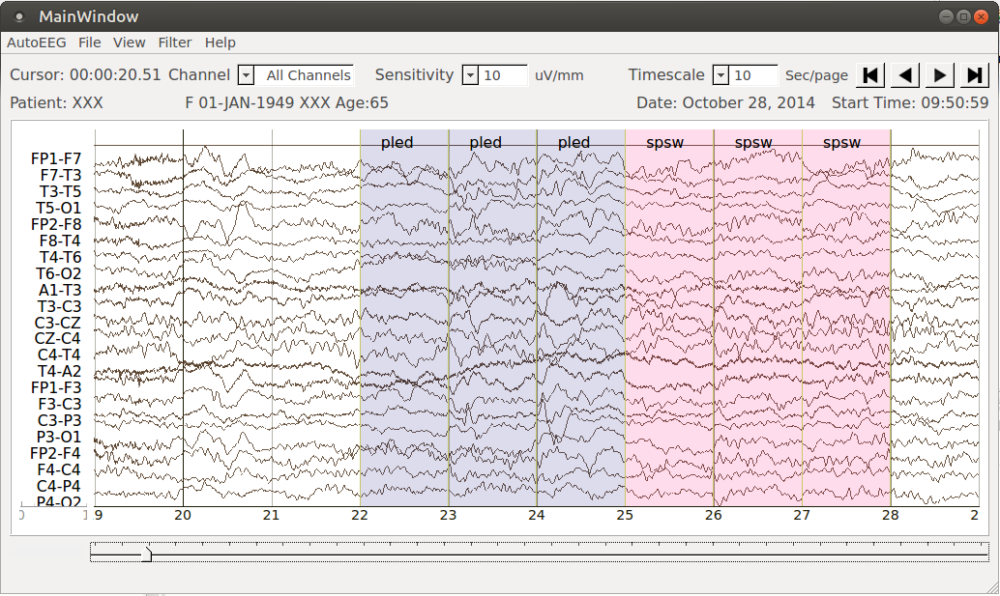 MainWindow
AutoEEG File View Filter Help
Cursor: 00:00:20.51 Channel All Channels Sensitivity 10 uV/mm Timescale 10 Sec/page
Patient: XXX F 01-JAN-1949 XXX Age:65 Date: October 28, 2014 Start Time: 09:50:59
pled pled pled spsw spsw spsw
FP1-F7
F7-T3
T3-T5
T5-O1
FP2-F8
F8-T4
T4-T6
T6-O2
A1-T3
T3-C3
C3-CZ
CZ-C4
C4-T4
T4-A2
FP1-F3
F3-C3
C3-P3
P3-O1
FP2-F4
F4-C4
C4-P4
P4-O2
0 19 20 21 22 23 24 25 26 27 28 2